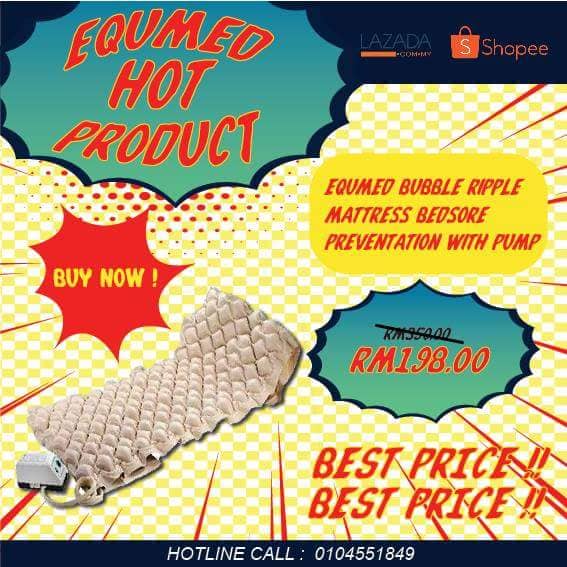 EQUMED
HOT
PRODUCT
LAZADA
.COM.MY
S Shopee
EQUMED BUBBLE RIPPLE
MATTRESS BEDSORE
PREVENTATION WITH PUMP
BUY NOW !
RM350.00
RM198.00
BEST PRICE !!
BEST PRICE !!
HOTLINE CALL : 0104551849